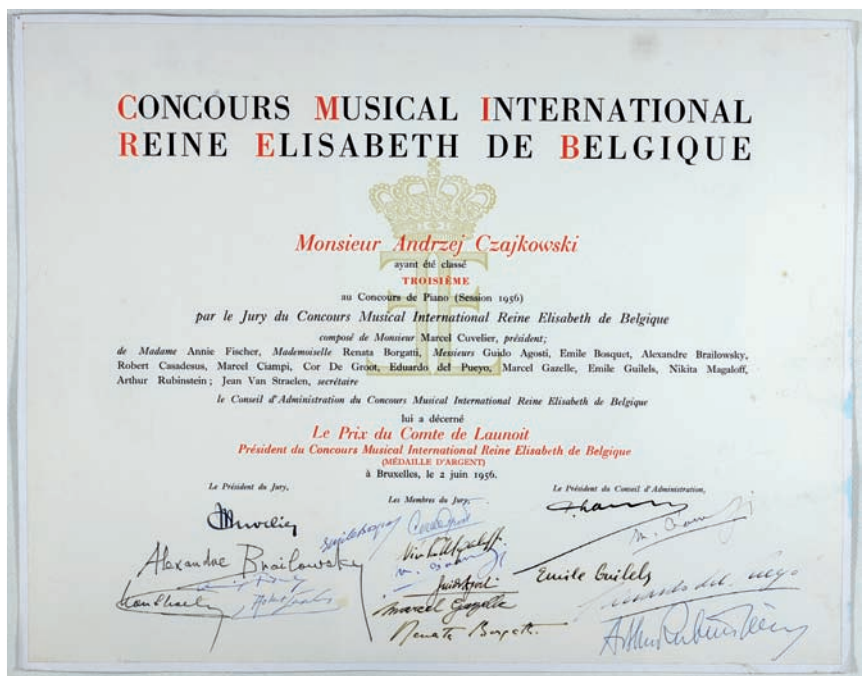 CONCOURS MUSICAL INTERNATIONAL
REINE ELISABETH DE BELGIQUE
Monsieur Andrzej Czajkowski
ayant été classé
TROISIÈME
au Concours de Piano (Session 1956)
par le Jury du Concours Musical International Reine Elisabeth de Belgique
composé de Monsieur Marcel Cuvelier, président;
de Madame Annie Fischer, Mademoiselle Renata Borgatti, Messieurs Guido Agosti, Emile Bosquet, Alexandre Brailowsky,
Robert Casadesus, Marcel Ciampi, Cor De Groot, Eduardo del Pueyo, Marcel Gazelle, Emile Guilels, Nikita Magaloff,
Arthur Rubinstein; Jean Van Straelen, secrétaire
le Conseil d'Administration du Concours Musical International Reine Elisabeth de Belgique
lui a décerné
Le Prix du Comte de Launoit
Président du Concours Musical International Reine Elisabeth de Belgique
(MÉDAILLE D'ARGENT)
à Bruxelles, le 2 juin 1956.
Le Président du Jury,
Les Membres du Jury,
Le Président du Conseil d'Administration,
Alexandre Brailowsky
Emile Guilels
Marcel Gazelle
Renata Borgatti
Arthur Rubinstein